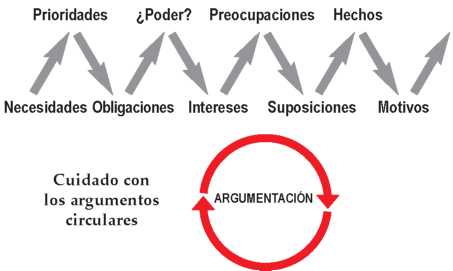 Prioridades ¿Poder? Preocupaciones Hechos
Necesidades Obligaciones Intereses Suposiciones Motivos
Cuidado con
los argumentos
circulares
ARGUMENTACIÓN